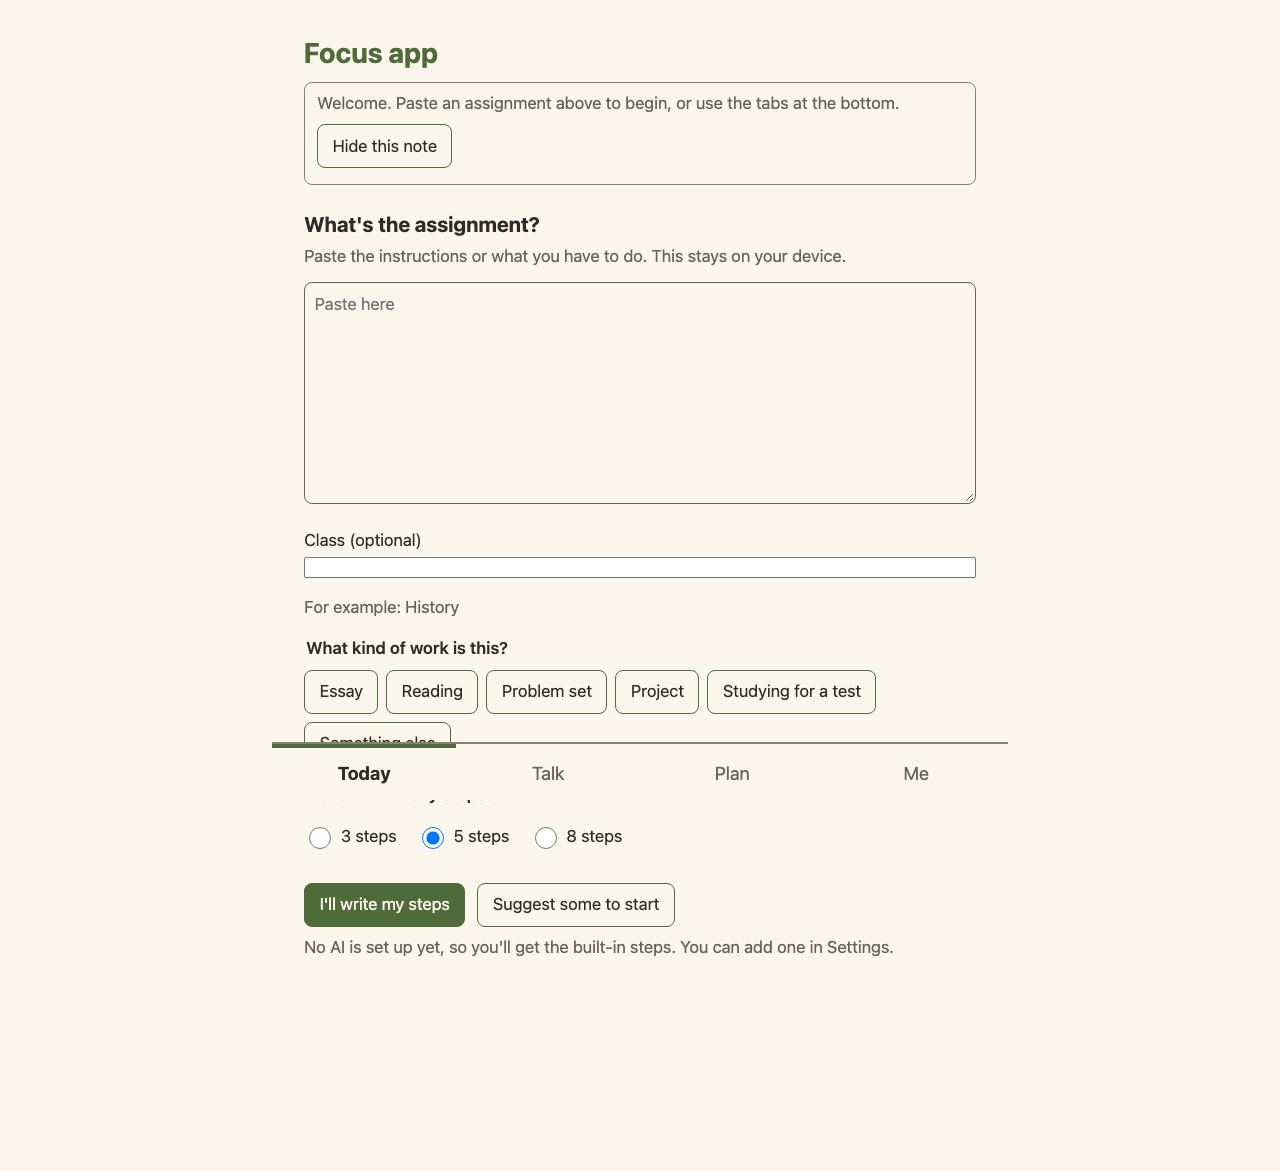 Focus app
Welcome. Paste an assignment above to begin, or use the tabs at the bottom.
Hide this note
What's the assignment?
Paste the instructions or what you have to do. This stays on your device.
Paste here
Class (optional)
For example: History
What kind of work is this?
Essay Reading Problem set Project Studying for a test
Something else
Today Talk Plan Me
3 steps 5 steps 8 steps
I'll write my steps Suggest some to start
No AI is set up yet, so you'll get the built-in steps. You can add one in Settings.